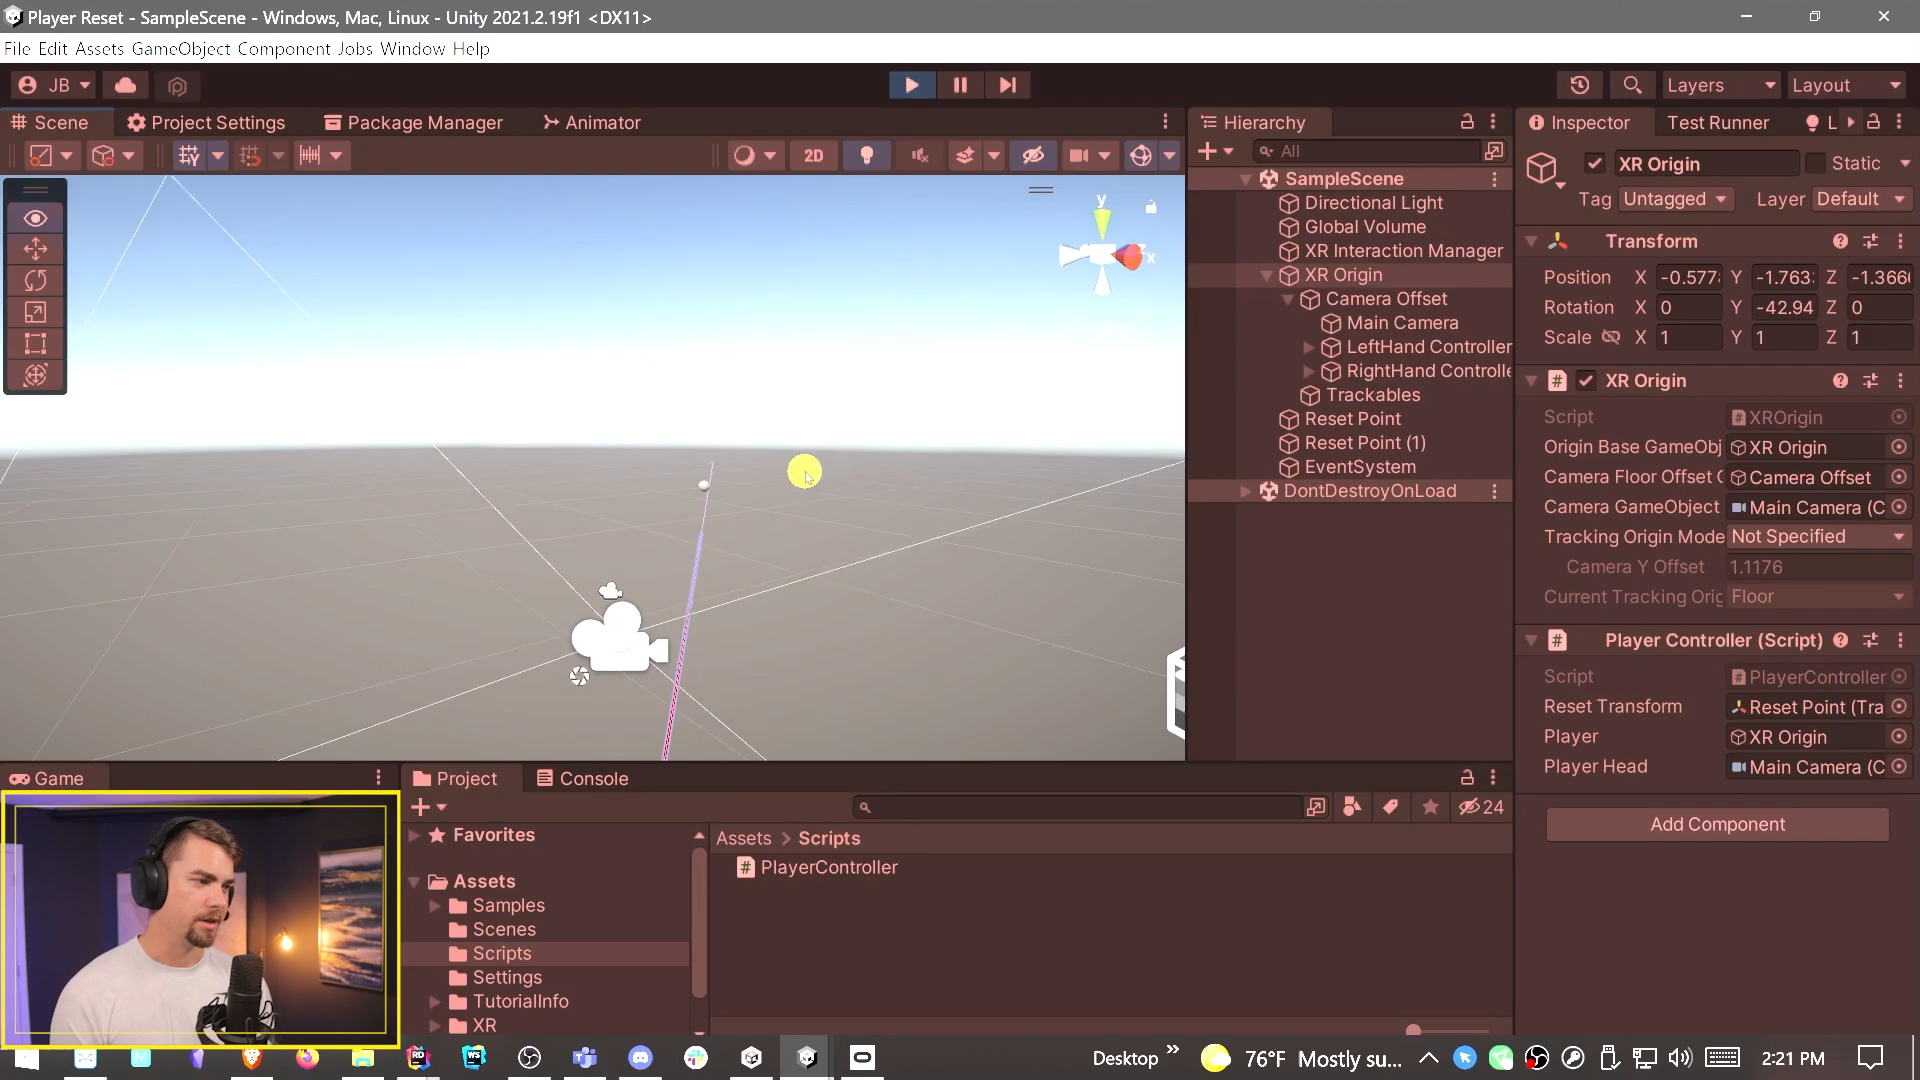 Player Reset - SampleScene - Windows, Mac, Linux - Unity 2021.2.19f1 <DX11>
File Edit Assets GameObject Component Jobs Window Help
JB
Layers
Layout
Scene
Project Settings
Package Manager
Animator
2D
y
x
z
Hierarchy
All
SampleScene
Directional Light
Global Volume
XR Interaction Manager
XR Origin
Camera Offset
Main Camera
LeftHand Controller
RightHand Controlle
Trackables
Reset Point
Reset Point (1)
EventSystem
DontDestroyOnLoad
Inspector
Test Runner
L
XR Origin
Static
Tag Untagged
Layer Default
Transform
Position X -0.577 Y -1.763 Z -1.366
Rotation X 0 Y -42.94 Z 0
Scale X 1 Y 1 Z 1
XR Origin
Script XROrigin
Origin Base GameObj XR Origin
Camera Floor Offset Camera Offset
Camera GameObject Main Camera (C
Tracking Origin Mode Not Specified
Camera Y Offset 1.1176
Current Tracking Orig Floor
Player Controller (Script)
Script PlayerController
Reset Transform Reset Point (Tra
Player XR Origin
Player Head Main Camera (C
Add Component
Game
Project
Console
24
Favorites
Assets
Samples
Scenes
Scripts
Settings
TutorialInfo
XR
Assets > Scripts
PlayerController
Desktop
76°F Mostly su...
2:21 PM